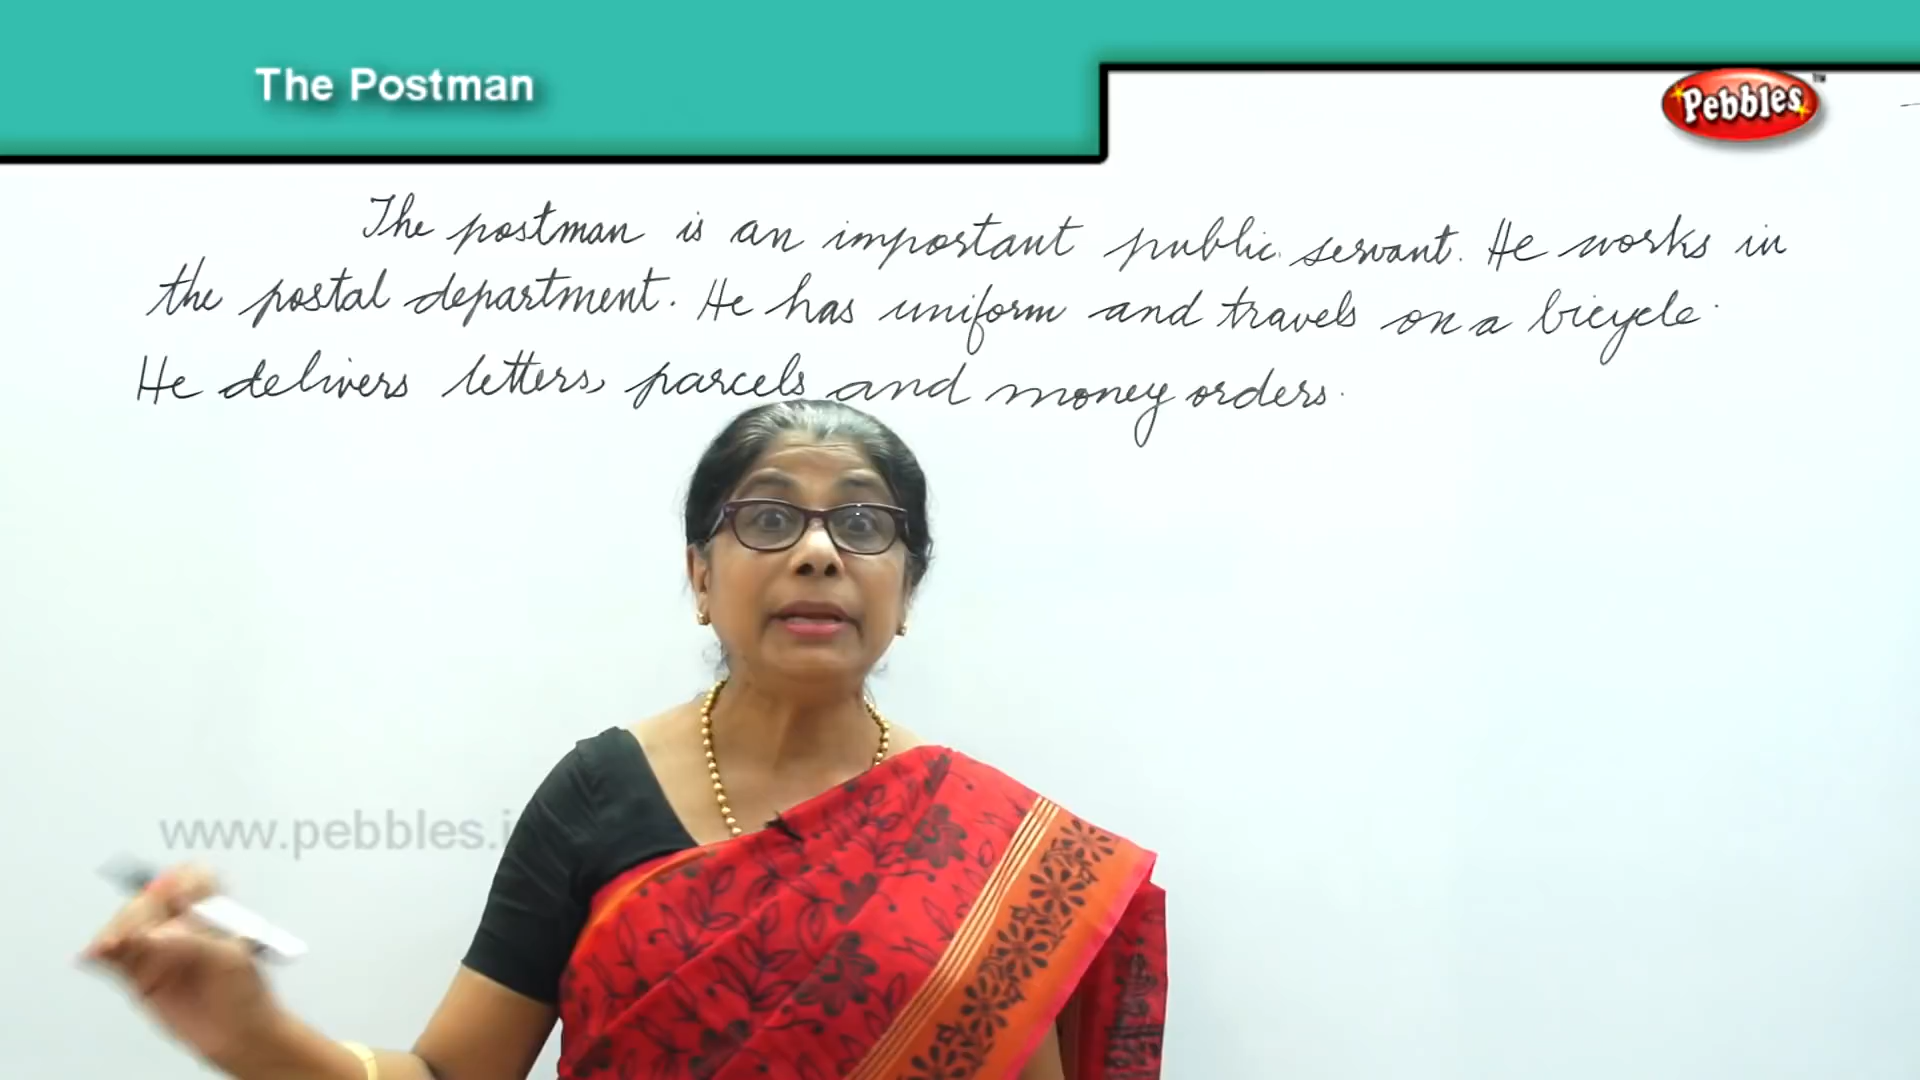 The Postman
Pebbles™
The postman is an important public servant. He works in
the postal department. He has uniform and travels on a bicycle.
He delivers letters, parcels and money orders.
www.pebbles.i